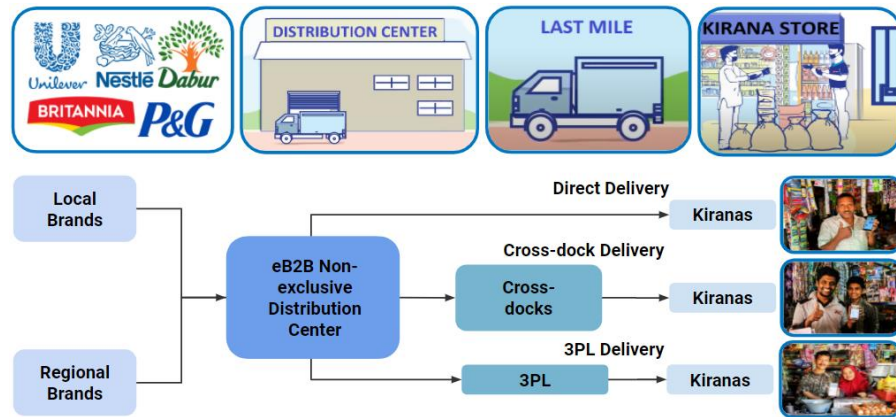 Unilever
Nestlé
Dabur
BRITANNIA
P&G
DISTRIBUTION CENTER
LAST MILE
KIRANA STORE
Local
Brands
Regional
Brands
eB2B Non-
exclusive
Distribution
Center
Direct Delivery
Kiranas
Cross-dock Delivery
Cross-
docks
Kiranas
3PL Delivery
3PL
Kiranas